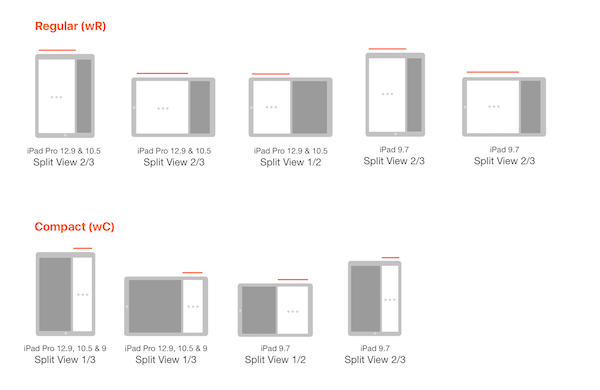 Regular (wR)
iPad Pro 12.9 & 10.5
Split View 2/3
iPad Pro 12.9 & 10.5
Split View 2/3
iPad Pro 12.9 & 10.5
Split View 1/2
iPad 9.7
Split View 2/3
iPad 9.7
Split View 2/3
Compact (wC)
iPad Pro 12.9, 10.5 & 9
Split View 1/3
iPad Pro 12.9, 10.5 & 9
Split View 1/3
iPad 9.7
Split View 1/2
iPad 9.7
Split View 2/3